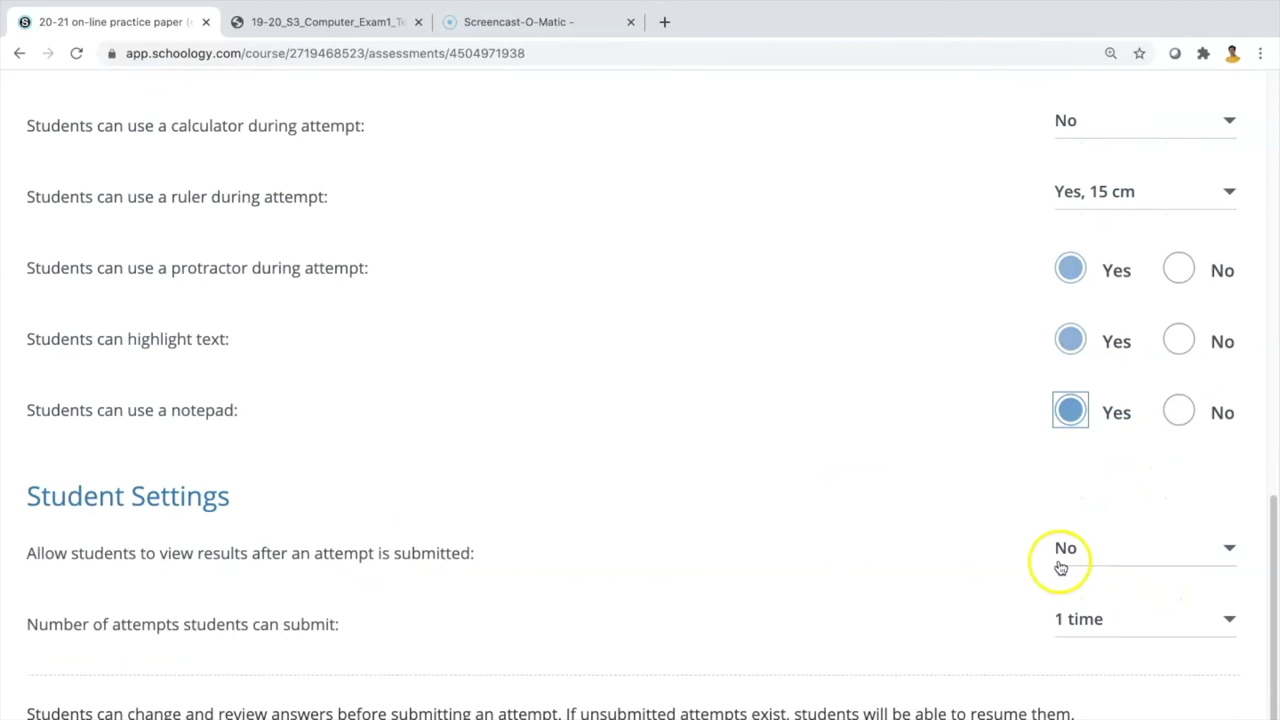 20-21 on-line practice paper (
19-20_S3_Computer_Exam1_Te
Screencast-O-Matic -
app.schoology.com/course/2719468523/assessments/4504971938
Students can use a calculator during attempt: No
Students can use a ruler during attempt: Yes, 15 cm
Students can use a protractor during attempt: Yes No
Students can highlight text: Yes No
Students can use a notepad: Yes No
Student Settings
Allow students to view results after an attempt is submitted: No
Number of attempts students can submit: 1 time
Students can change and review answers before submitting an attempt. If unsubmitted attempts exist, students will be able to resume them.